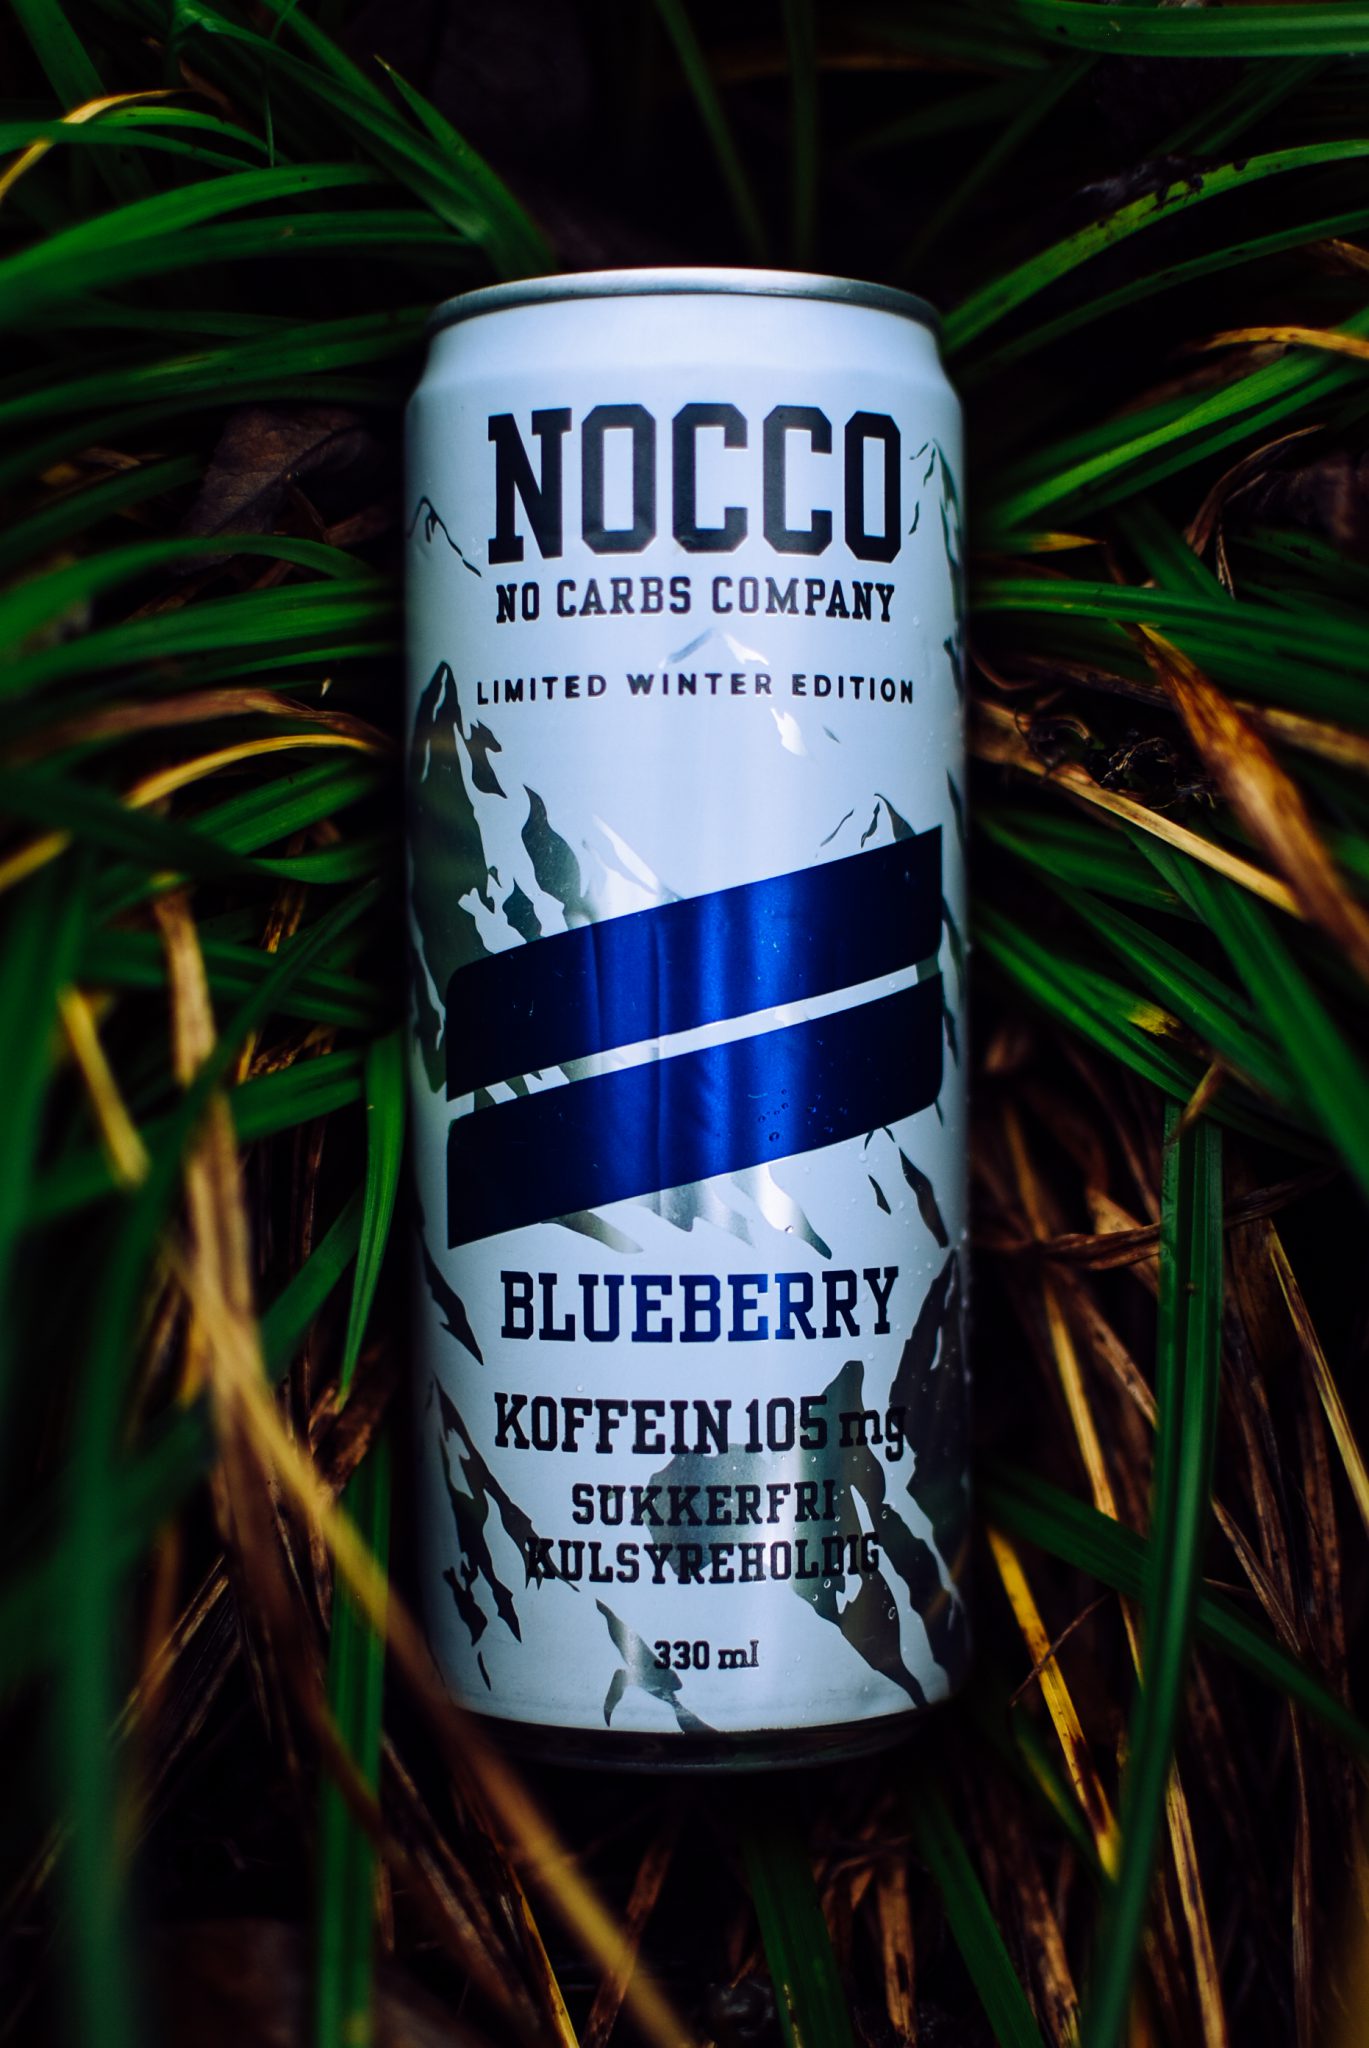 NOCCO
NO CARBS COMPANY
LIMITED WINTER EDITION
BLUEBERRY
KOFFEIN 105 mg
SUKKERFRI
KULSYREHOLDIG
330 ml